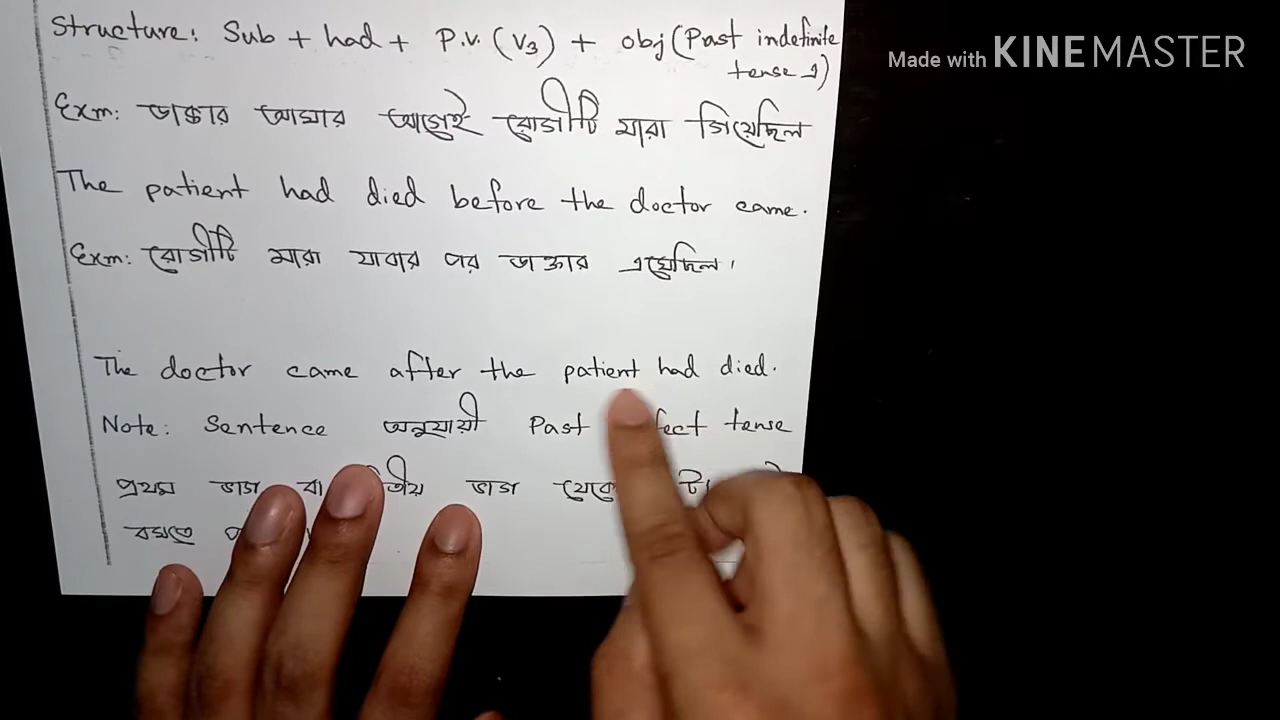 Structure: Sub + had + P.V. (V3) + obj (Past indefinite
tense এ)
Made with KINEMASTER
Exm: ডাক্তার আসার আগেই রোগীটি মারা গিয়েছিল
The patient had died before the doctor came.
Exm: রোগীটি মারা যাবার পর ডাক্তার এসেছিল।
The doctor came after the patient had died.
Note: Sentence অনুযায়ী Past tense
প্রথম ভাগ বা ভাগ
বসতে